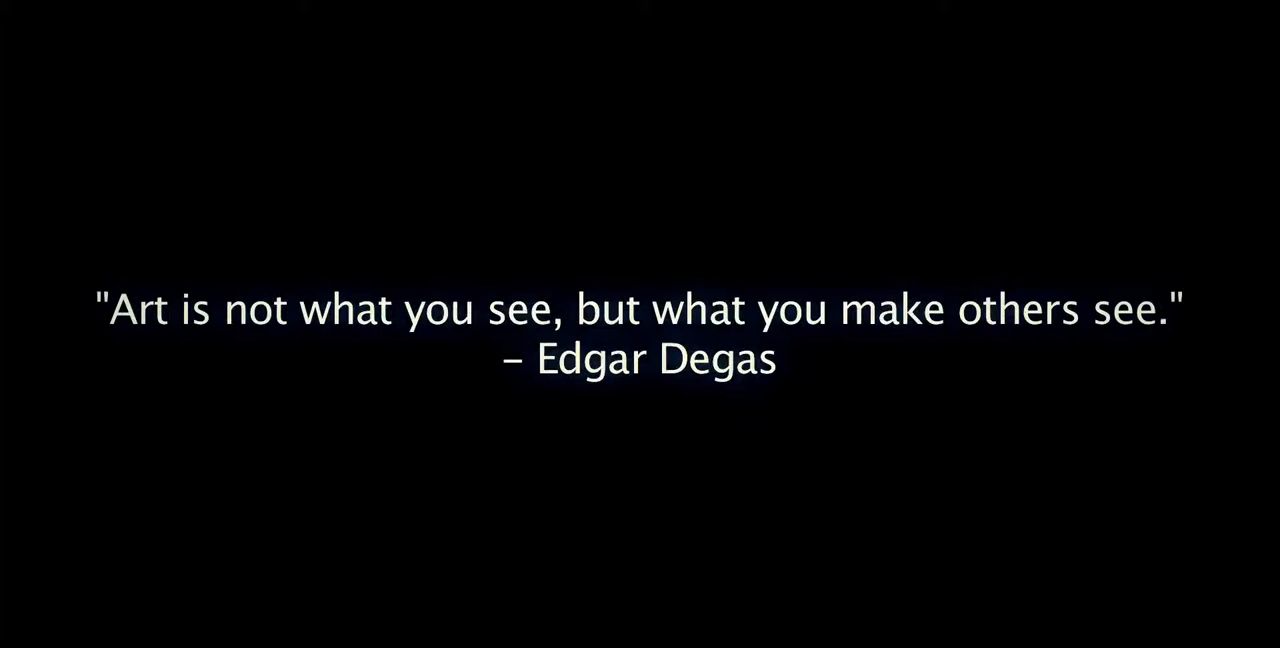 "Art is not what you see, but what you make others see."
– Edgar Degas